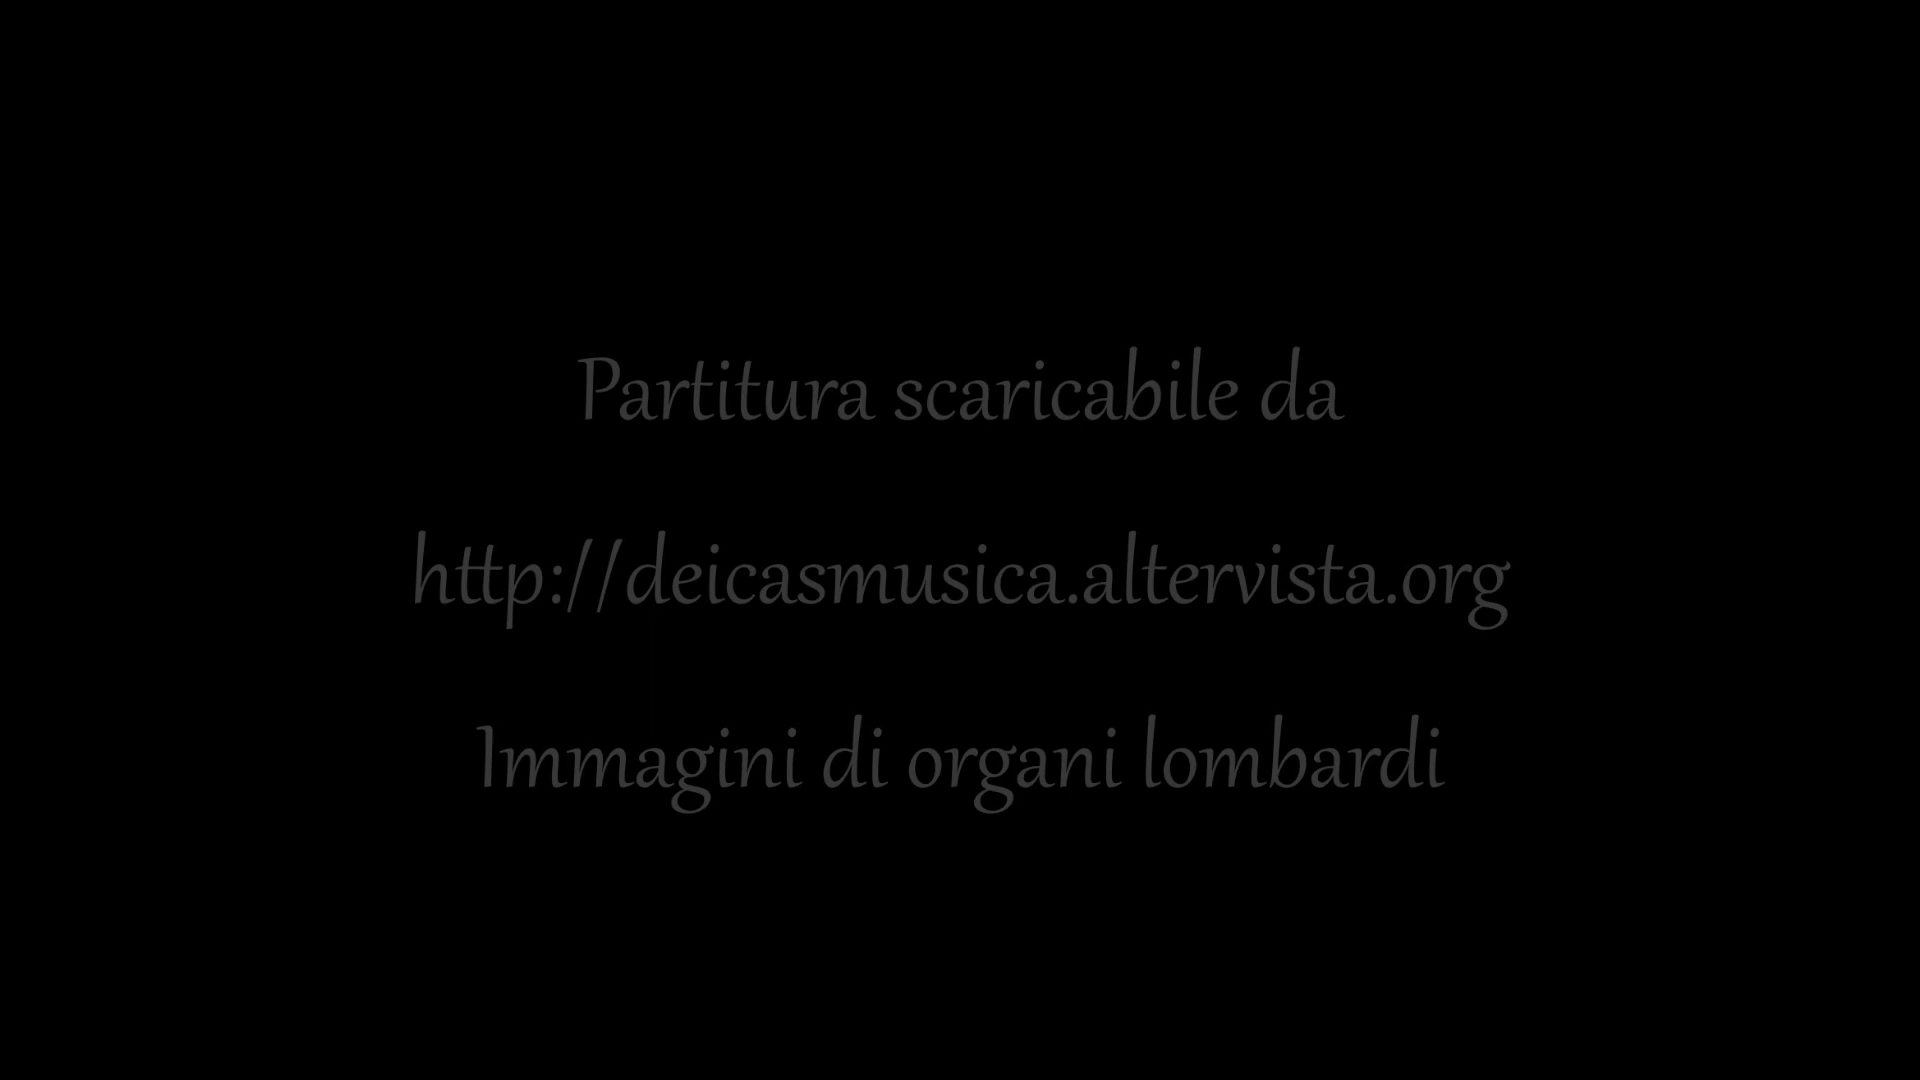 Partitura scaricabile da
http://deicasmusica.altervista.org
Immagini di organi lombardi